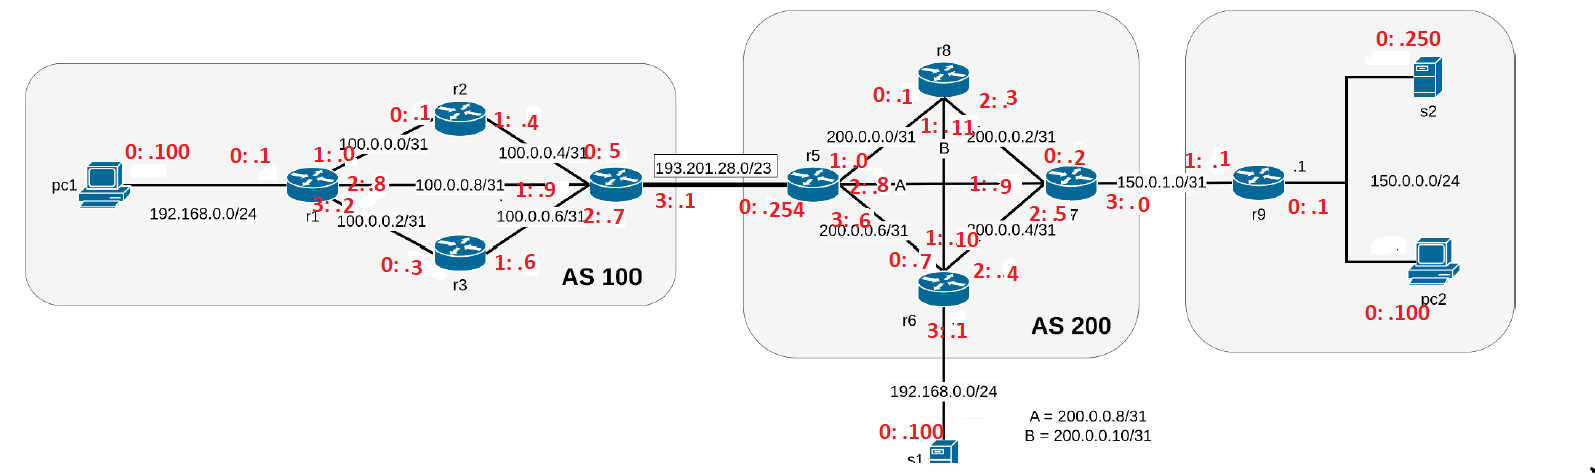 pc1
0: .100
192.168.0.0/24
0: .1
1: .0
2: .8
3: .2
r1
r2
0: .1
1: .4
100.0.0.0/31
100.0.0.4/31
100.0.0.8/31
100.0.0.2/31
100.0.0.6/31
0: .3
1: .6
r3
0: 5
1: .9
2: .7
3: .1
AS 100
193.201.28.0/23
0: .254
r5
1: .0
2: .8
3: .6
r8
0: .1
1: .11
2: .3
B
200.0.0.0/31
200.0.0.2/31
A
200.0.0.6/31
200.0.0.4/31
0: .7
1: .10
2: .4
3: .1
r6
0: .2
1: .9
2: .5
3: .0
7
AS 200
192.168.0.0/24
0: .100
s1
A = 200.0.0.8/31
B = 200.0.0.10/31
150.0.1.0/31
1: .1
r9
0: .1
.1
150.0.0.0/24
0: .250
s2
pc2
0: .100